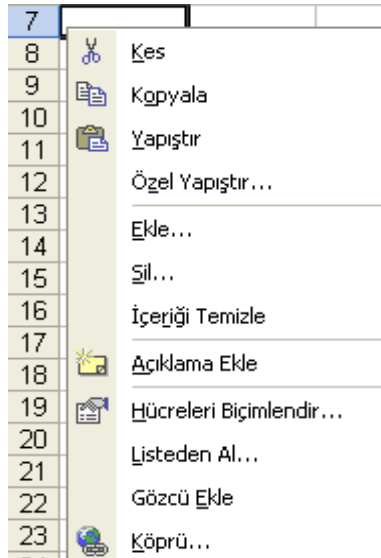 7
8
Kes
9
Kopyala
10
11
Yapıştır
12
Özel Yapıştır...
13
14
Ekle...
15
Sil...
16
İçeriği Temizle
17
18
Açıklama Ekle
19
Hücreleri Biçimlendir...
20
21
Listeden Al...
22
Gözcü Ekle
23
Köprü...